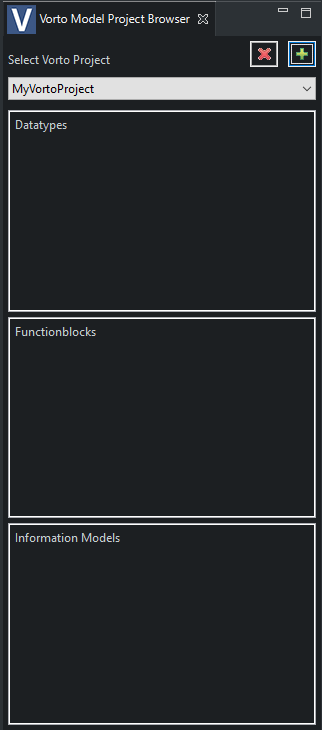 V Vorto Model Project Browser
Select Vorto Project
MyVortoProject
Datatypes
Functionblocks
Information Models